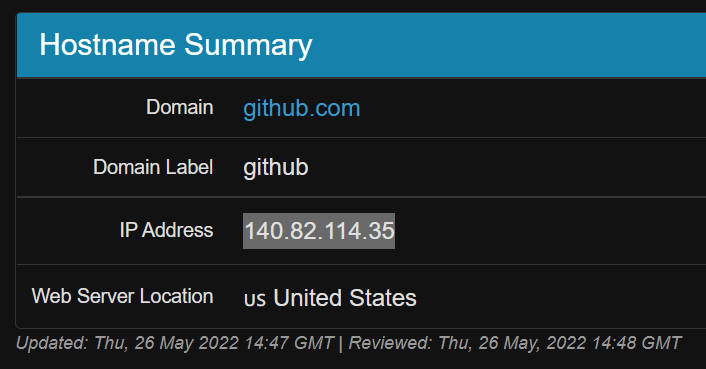 Hostname Summary
Domain github.com
Domain Label github
IP Address 140.82.114.35
Web Server Location us United States
Updated: Thu, 26 May 2022 14:47 GMT | Reviewed: Thu, 26 May, 2022 14:48 GMT